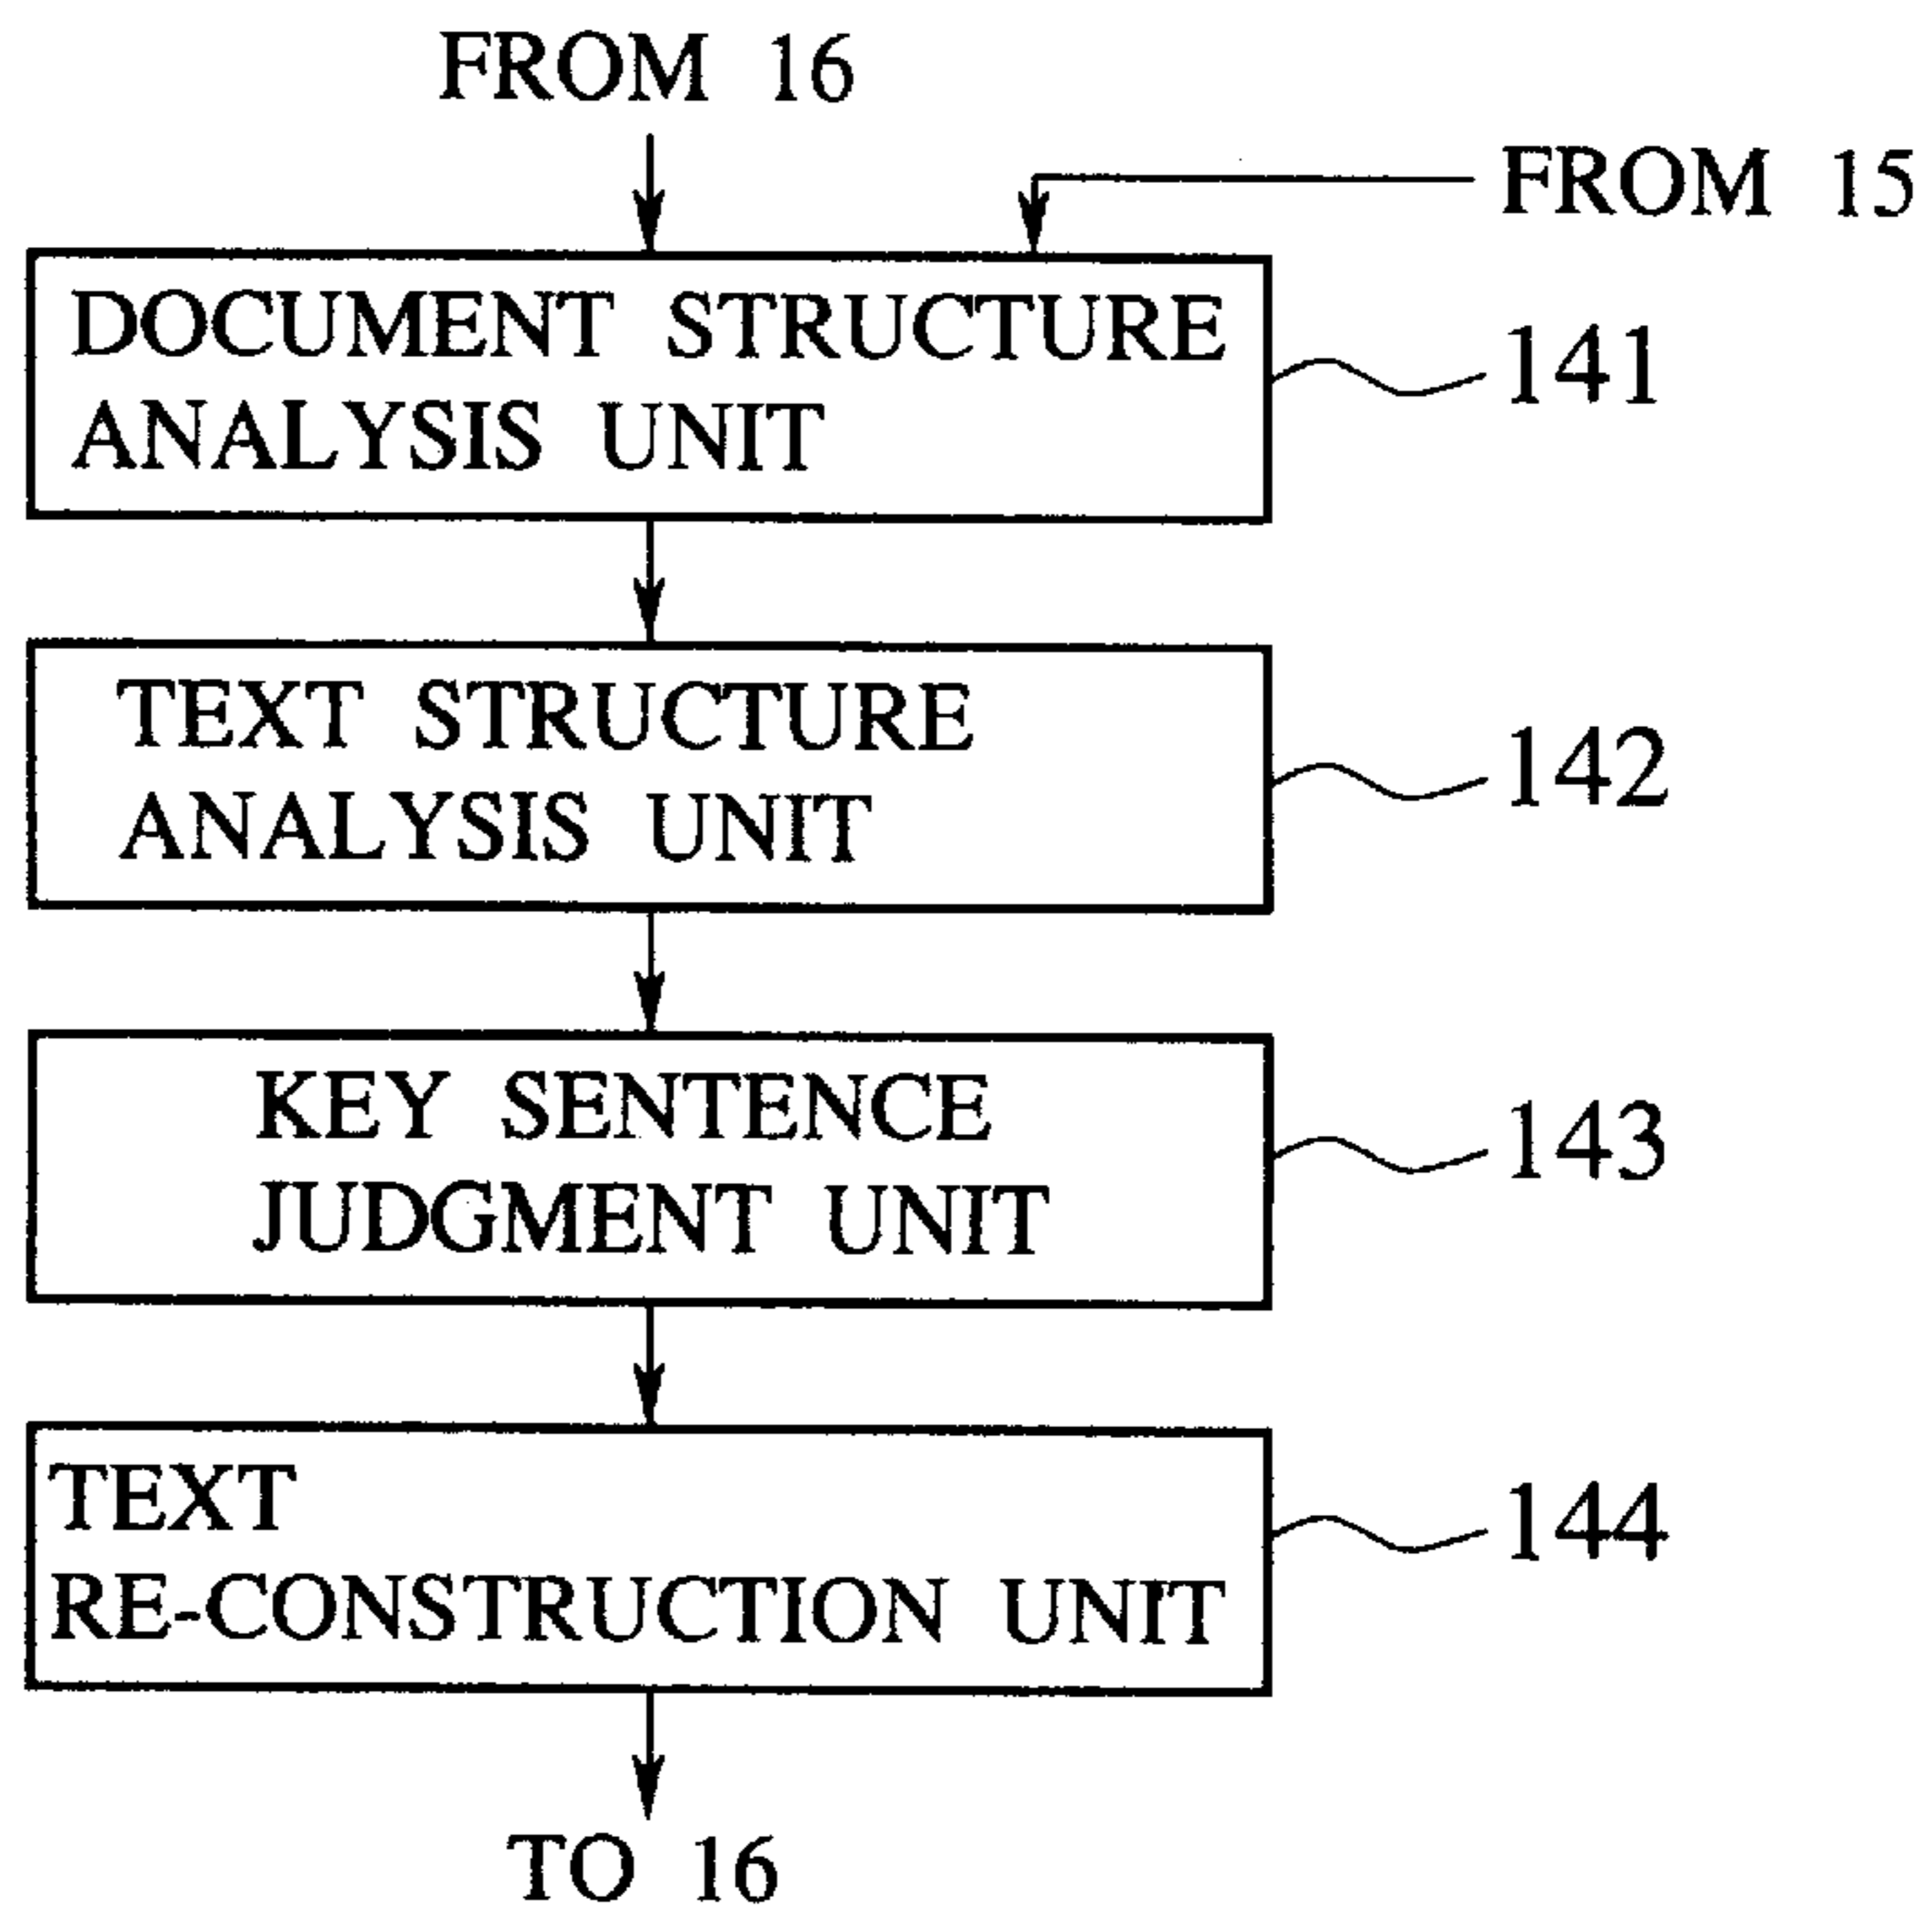 FROM 16
FROM 15
DOCUMENT STRUCTURE
ANALYSIS UNIT
141
TEXT STRUCTURE
ANALYSIS UNIT
142
KEY SENTENCE
JUDGMENT UNIT
143
TEXT
RE-CONSTRUCTION UNIT
144
TO 16